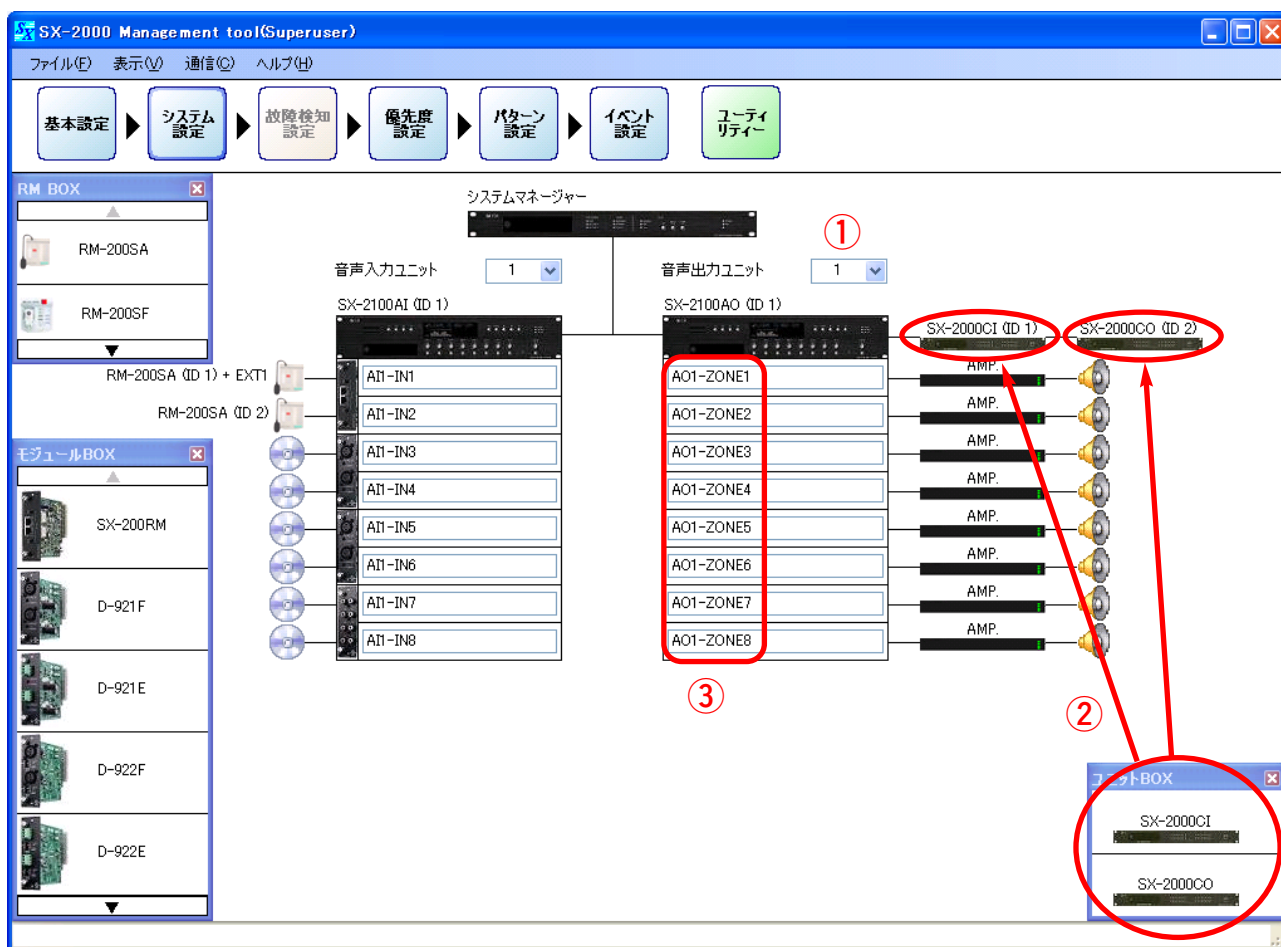 SX-2000 Management tool(Superuser)
ファイル(F) 表示(V) 通信(C) ヘルプ(H)
基本設定
システム
設定
故障検知
設定
優先度
設定
パターン
設定
イベント
設定
ユーティ
リティー
RM BOX
RM-200SA
RM-200SF
システムマネージャー
①
音声入力ユニット 1
音声出力ユニット 1
SX-2100AI (ID 1)
SX-2100AO (ID 1)
SX-2000CI (ID 1)
SX-2000CO (ID 2)
RM-200SA (ID 1) + EXT1
RM-200SA (ID 2)
AI1-IN1
AI1-IN2
AI1-IN3
AI1-IN4
AI1-IN5
AI1-IN6
AI1-IN7
AI1-IN8
AO1-ZONE1
AO1-ZONE2
AO1-ZONE3
AO1-ZONE4
AO1-ZONE5
AO1-ZONE6
AO1-ZONE7
AO1-ZONE8
AMP.
AMP.
AMP.
AMP.
AMP.
AMP.
AMP.
AMP.
③
②
モジュールBOX
SX-200RM
D-921F
D-921E
D-922F
D-922E
ユニットBOX
SX-2000CI
SX-2000CO